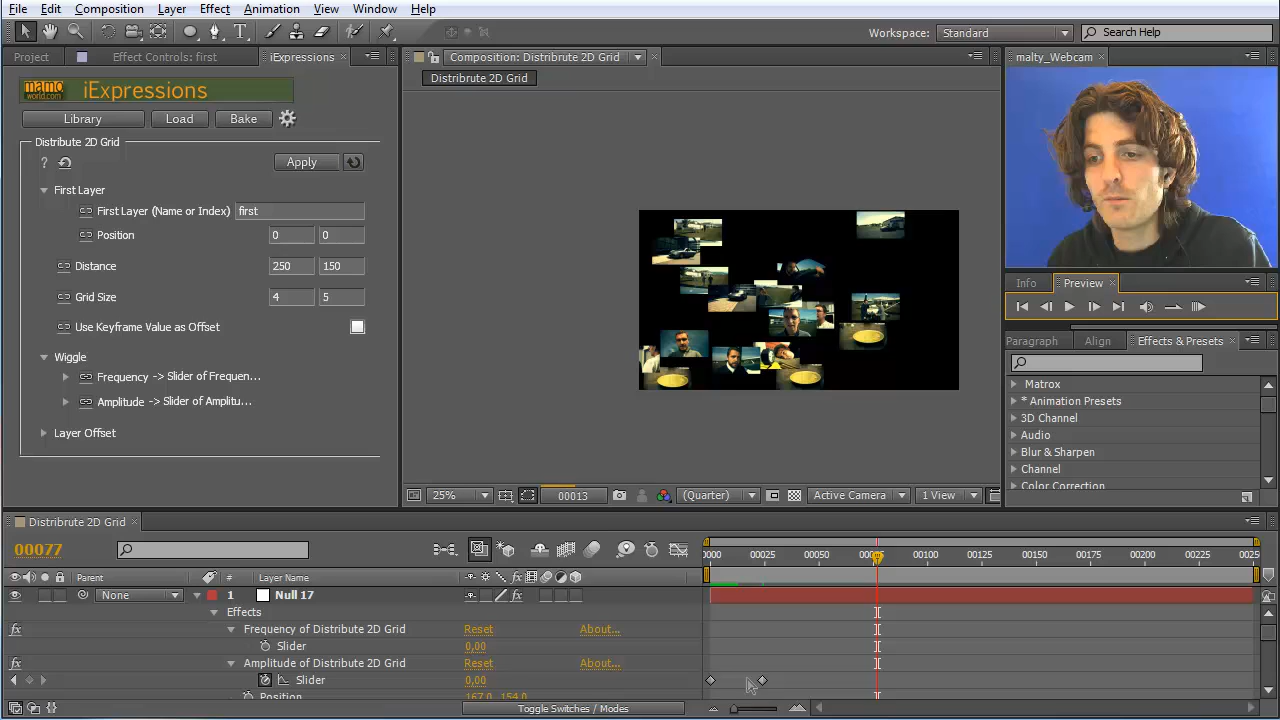 File Edit Composition Layer Effect Animation View Window Help
Workspace: Standard Search Help
Project Effect Controls: first iExpressions Composition: Distribrute 2D Grid malty_Webcam
Distribrute 2D Grid
mamo world.com iExpressions
Library Load Bake
Distribute 2D Grid
? Apply
First Layer
First Layer (Name or Index) first
Position 0 0
Distance 250 150
Grid Size 4 5
Use Keyframe Value as Offset
Wiggle
Frequency -> Slider of Frequen...
Amplitude -> Slider of Amplitu...
Layer Offset
Info Preview
Paragraph Align Effects & Presets
Matrox
* Animation Presets
3D Channel
Audio
Blur & Sharpen
Channel
Color Correction
25% 00013 (Quarter) Active Camera 1 View
Distribrute 2D Grid
00077
0000 00025 00050 00100 00125 00150 00175 00200 00225 0025
Parent # Layer Name
None 1 Null 17
Effects
Frequency of Distribute 2D Grid Reset About...
Slider 0,00
Amplitude of Distribute 2D Grid Reset About...
Slider 0,00
Position 167,0, 154,0
Toggle Switches / Modes